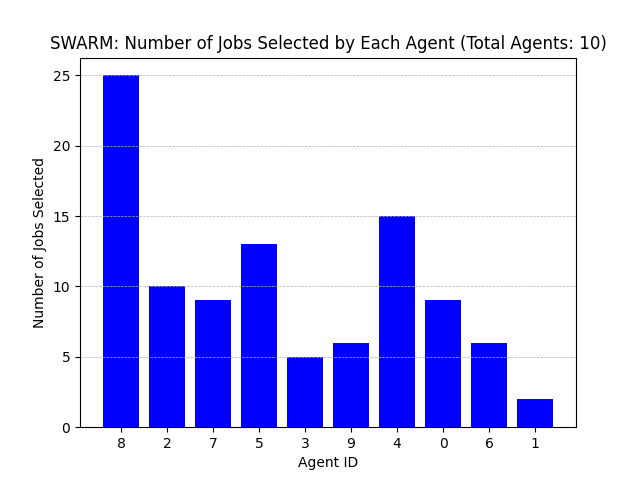 SWARM: Number of Jobs Selected by Each Agent (Total Agents: 10)
Number of Jobs Selected
25
20
15
10
5
0
8 2 7 5 3 9 4 0 6 1
Agent ID